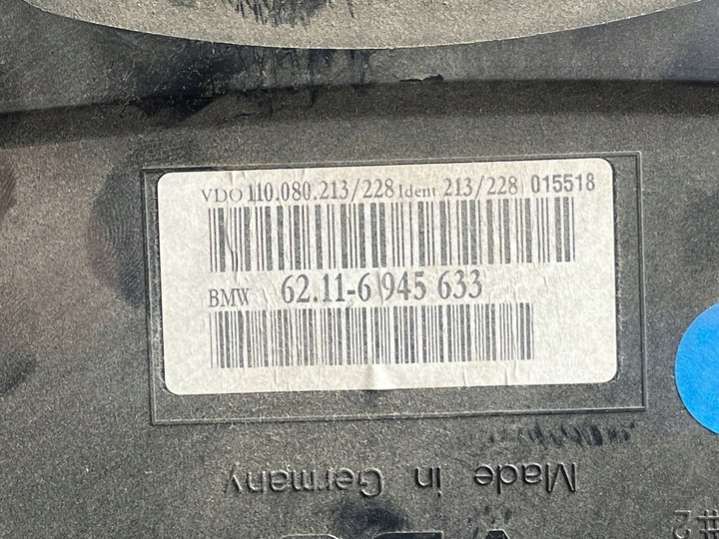 VDO 110.080.213/228 Ident 213/228 015518
BMW 62.11-6 945 633
Made in Germany